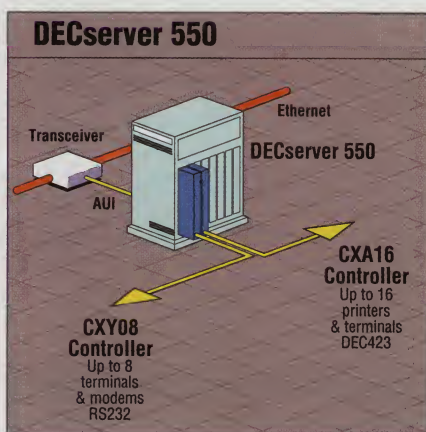 DECserver 550
Ethernet
Transceiver
DECserver 550
AUI
CXA16
Controller
Up to 16
printers
& terminals
DEC423
CXY08
Controller
Up to 8
terminals
& modems
RS232